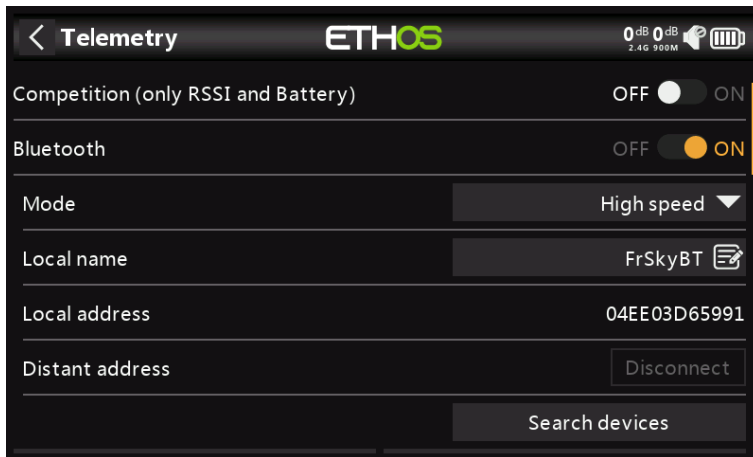 Telemetry ETHOS 0dB 0dB
2.4G 900M
Competition (only RSSI and Battery) OFF ON
Bluetooth OFF ON
Mode High speed
Local name FrSkyBT
Local address 04EE03D65991
Distant address Disconnect
Search devices